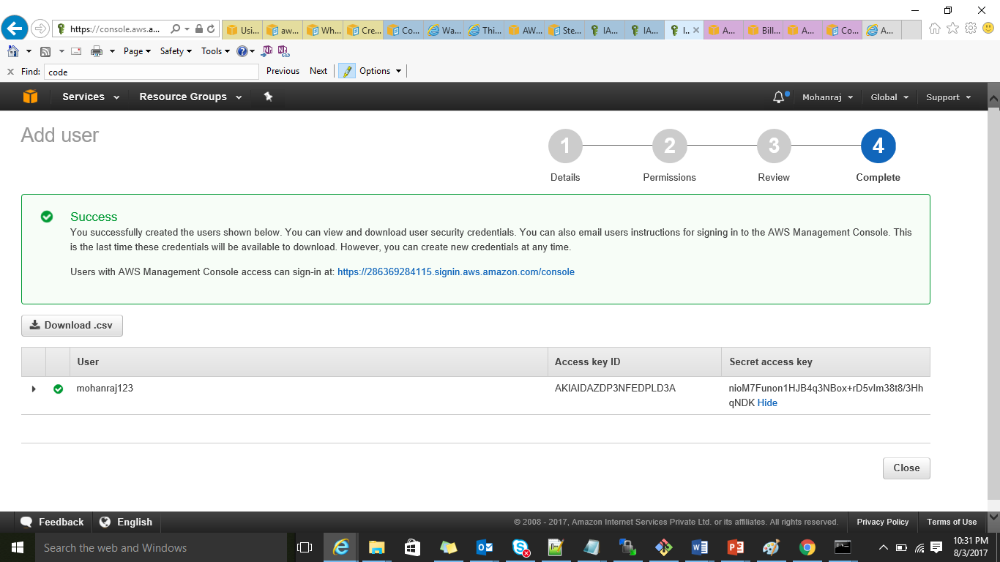 https://console.aws.a...
Usi...
aw...
Wh...
Cre...
Co...
Wa...
Thi...
AW...
Ste...
IA...
IA...
I...
A...
Bill...
A...
Co...
A...
Page
Safety
Tools
Find:
code
Previous
Next
Options
Services
Resource Groups
Mohanraj
Global
Support
Add user
1
2
3
4
Details
Permissions
Review
Complete
Success
You successfully created the users shown below. You can view and download user security credentials. You can also email users instructions for signing in to the AWS Management Console. This
is the last time these credentials will be available to download. However, you can create new credentials at any time.
Users with AWS Management Console access can sign-in at: https://286369284115.signin.aws.amazon.com/console
Download .csv
User
Access key ID
Secret access key
mohanraj123
AKIAIDAZDP3NFEDPLD3A
nioM7Funon1HJB4q3NBox+rD5vIm38t8/3Hh
qNDK Hide
Close
Feedback
English
© 2008 - 2017, Amazon Internet Services Private Ltd. or its affiliates. All rights reserved.
Privacy Policy
Terms of Use
Search the web and Windows
10:31 PM
8/3/2017